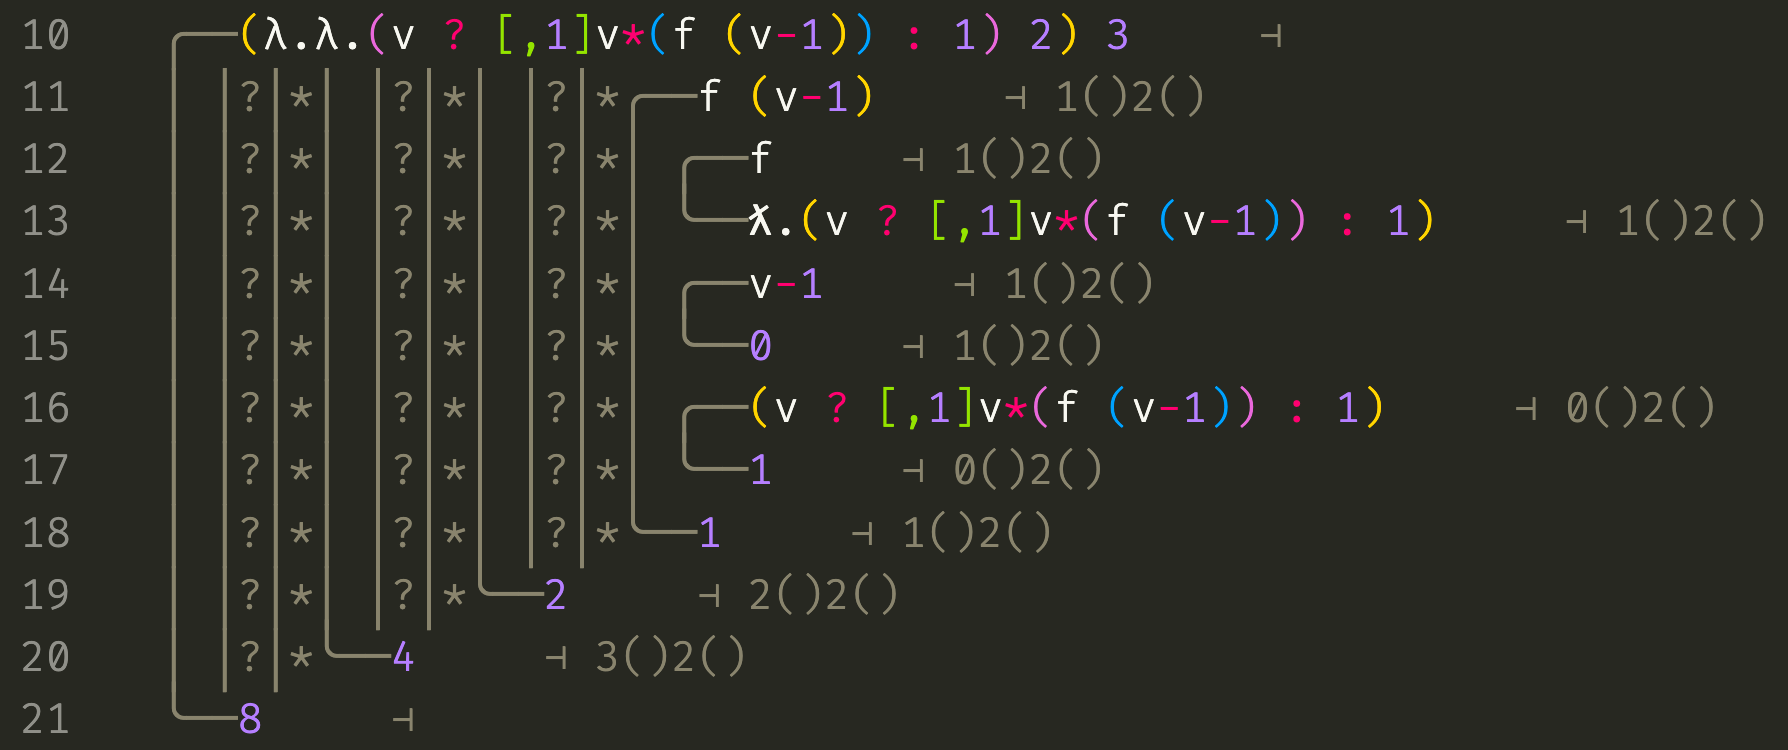 10 (λ.λ.(v ? [,1]v*(f (v-1)) : 1) 2) 3 ⊣
11 ? * ? * ? * f (v-1) ⊣ 1()2()
12 ? * ? * ? * f ⊣ 1()2()
13 ? * ? * ? * ƛ.(v ? [,1]v*(f (v-1)) : 1) ⊣ 1()2()
14 ? * ? * ? * v-1 ⊣ 1()2()
15 ? * ? * ? * 0 ⊣ 1()2()
16 ? * ? * ? * (v ? [,1]v*(f (v-1)) : 1) ⊣ 0()2()
17 ? * ? * ? * 1 ⊣ 0()2()
18 ? * ? * ? * 1 ⊣ 1()2()
19 ? * ? * 2 ⊣ 2()2()
20 ? * 4 ⊣ 3()2()
21 8 ⊣